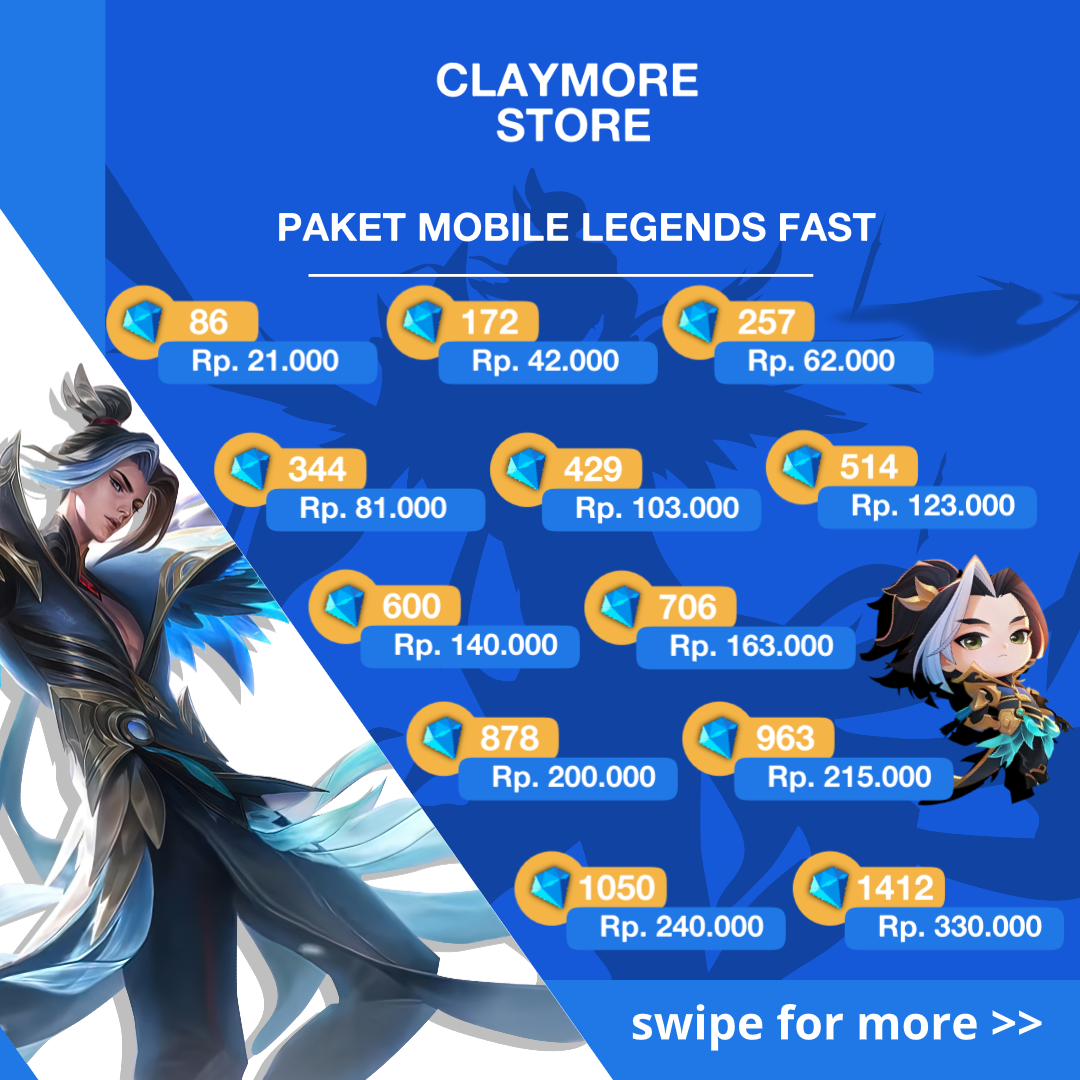 CLAYMORE
STORE
PAKET MOBILE LEGENDS FAST
86
Rp. 21.000
172
Rp. 42.000
257
Rp. 62.000
344
Rp. 81.000
429
Rp. 103.000
514
Rp. 123.000
600
Rp. 140.000
706
Rp. 163.000
878
Rp. 200.000
963
Rp. 215.000
1050
Rp. 240.000
1412
Rp. 330.000
swipe for more >>